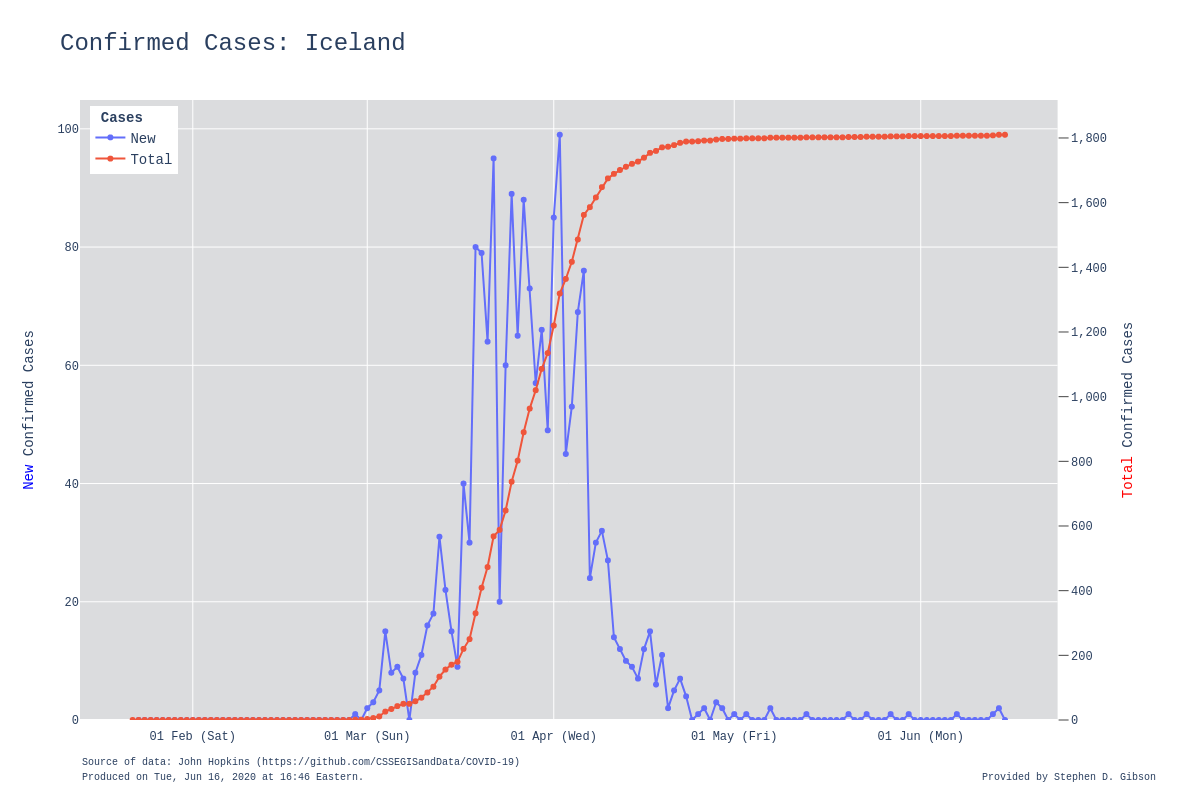 Confirmed Cases: Iceland
Cases
New
Total
100
80
60
40
20
0
1,800
1,600
1,400
1,200
1,000
800
600
400
200
0
New Confirmed Cases
Total Confirmed Cases
01 Feb (Sat)
01 Mar (Sun)
01 Apr (Wed)
01 May (Fri)
01 Jun (Mon)
Source of data: John Hopkins (https://github.com/CSSEGISandData/COVID-19)
Produced on Tue, Jun 16, 2020 at 16:46 Eastern.
Provided by Stephen D. Gibson